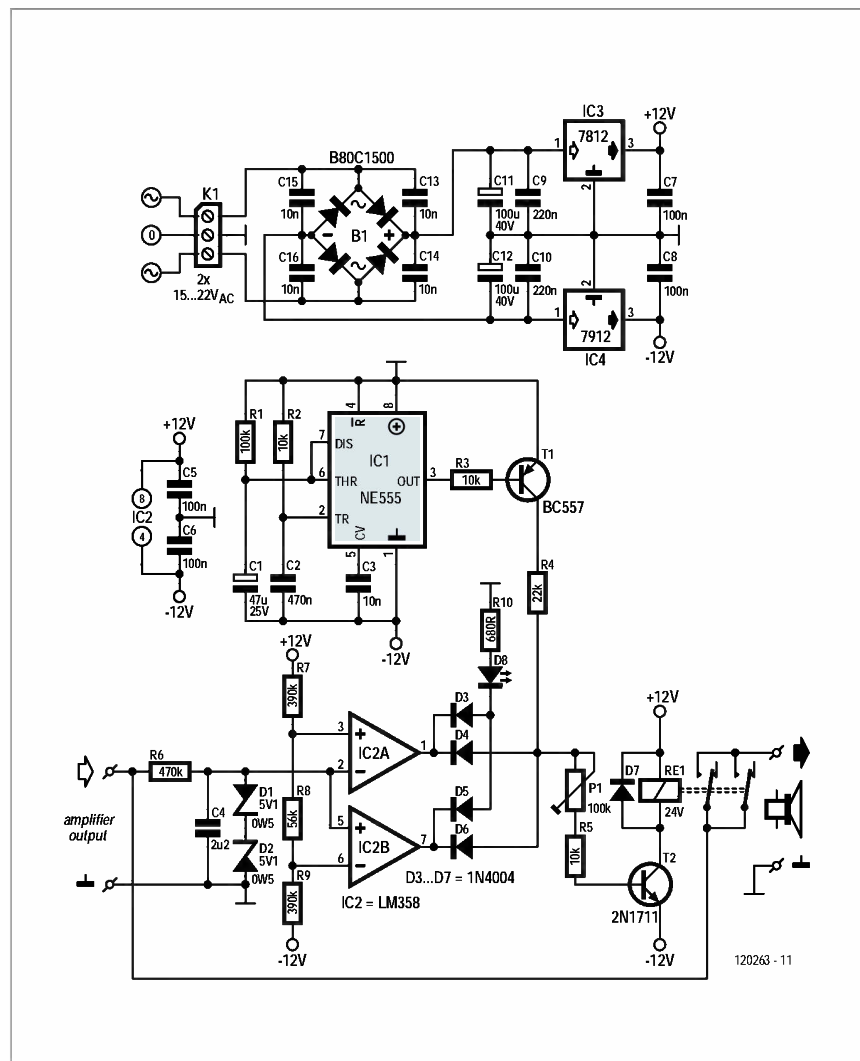 IC3
+12V
7812
1
3
2
B80C1500
K1
C15
10n
C13
10n
C11
100u
40V
C9
220n
C7
100n
0
B1
C16
10n
C14
10n
C12
100u
40V
C10
220n
C8
100n
2x
15...22VAC
2
1
3
7912
IC4
-12V
+12V
R1
100k
R2
10k
4
8
R
7
DIS
IC1
6
THR
OUT
3
NE555
2
TR
CV
5
1
R3
10k
T1
BC557
8
IC2
4
C5
100n
C6
100n
-12V
C1
47u
25V
C2
470n
C3
10n
-12V
R4
22k
R10
680R
D8
+12V
R7
390k
3
IC2A
1
2
D3
D4
+12V
R6
470k
amplifier
output
C4
2u2
D1
5V1
0W5
D2
5V1
0W5
R8
56k
5
IC2B
7
6
D5
D6
P1
100k
D7
RE1
24V
R5
10k
T2
2N1711
R9
390k
D3...D7 = 1N4004
IC2 = LM358
-12V
-12V
120263 - 11